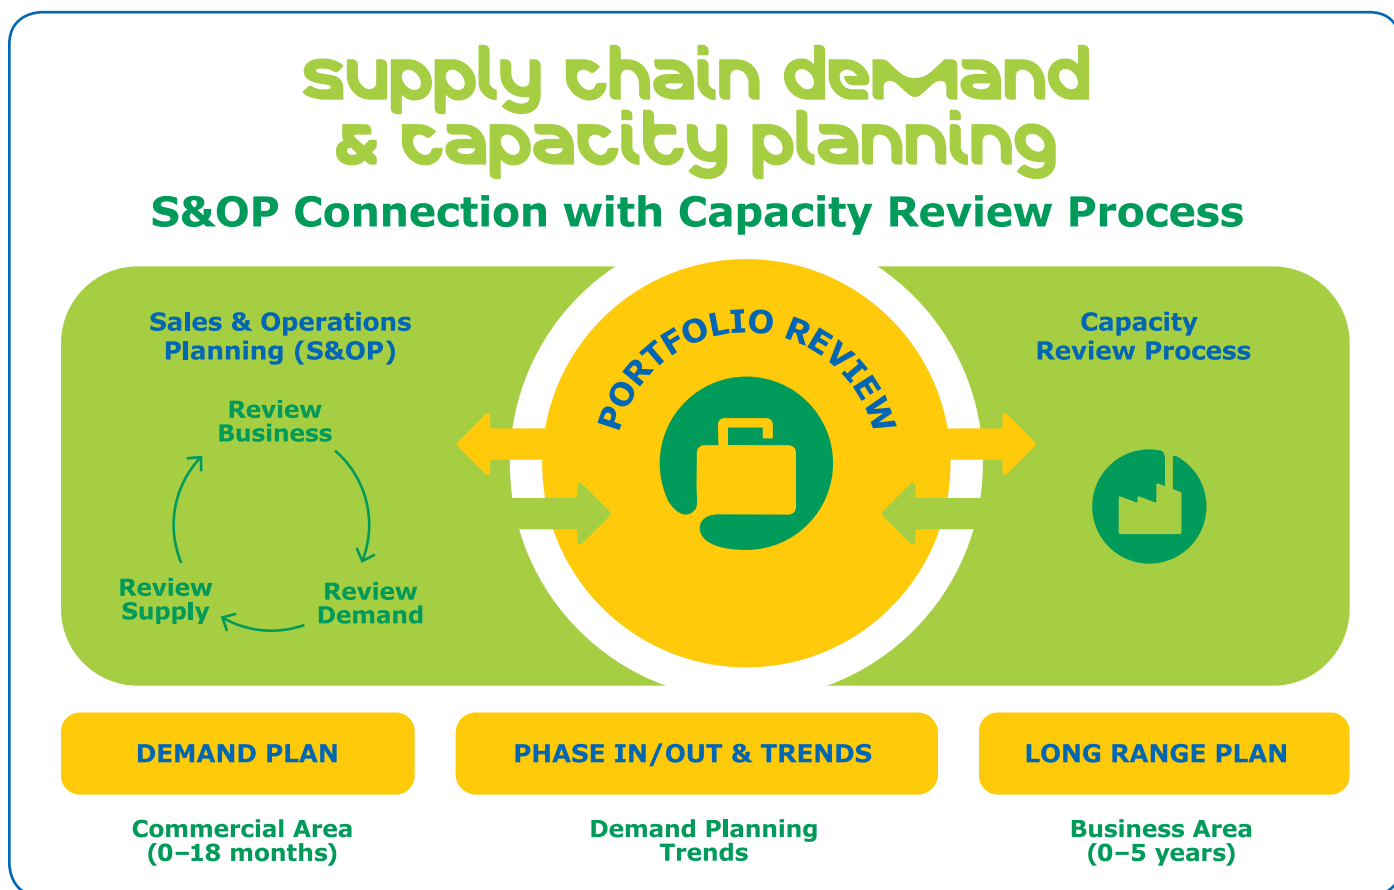 supply chain demand
& capacity planning
S&OP Connection with Capacity Review Process
Sales & Operations
Planning (S&OP)
Review
Business
Review
Demand
Review
Supply
PORTFOLIO REVIEW
Capacity
Review Process
DEMAND PLAN
Commercial Area
(0–18 months)
PHASE IN/OUT & TRENDS
Demand Planning
Trends
LONG RANGE PLAN
Business Area
(0–5 years)